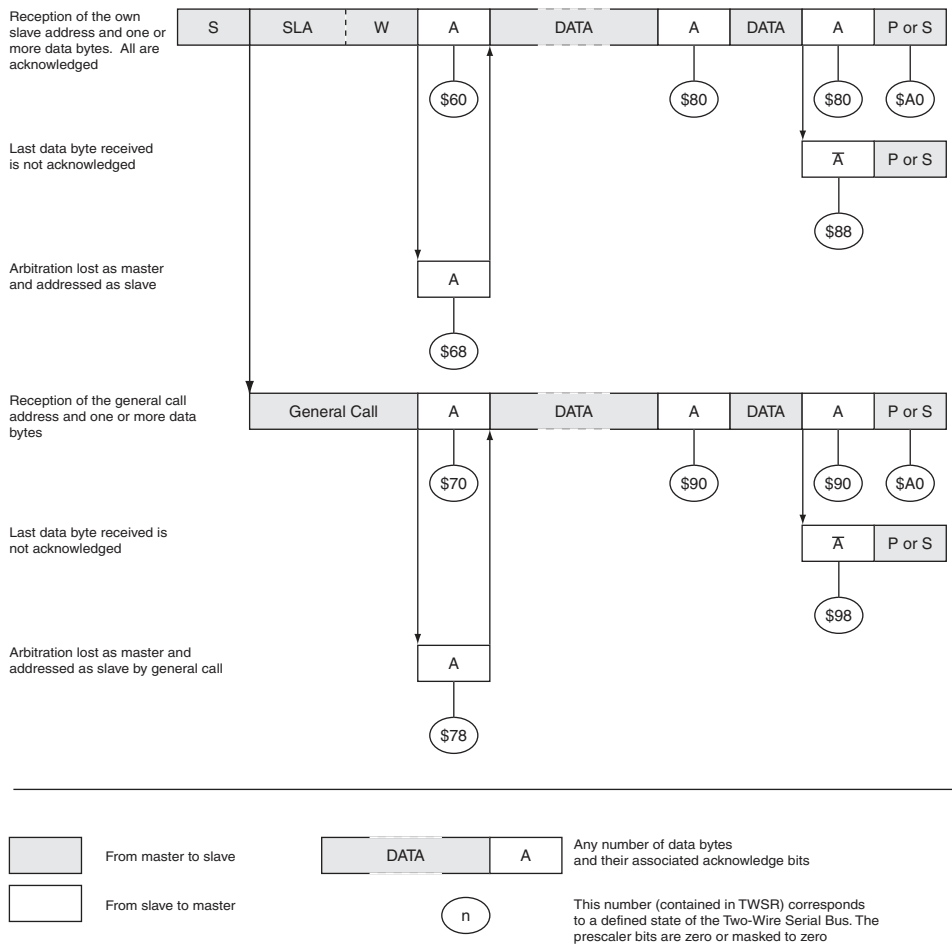 Reception of the own
slave address and one or
more data bytes. All are
acknowledged
S SLA W A DATA A DATA A P or S
$60 $80 $80 $A0
Last data byte received
is not acknowledged
A̅ P or S
$88
Arbitration lost as master
and addressed as slave
A
$68
Reception of the general call
address and one or more data
bytes
General Call A DATA A DATA A P or S
$70 $90 $90 $A0
Last data byte received is
not acknowledged
A̅ P or S
$98
Arbitration lost as master and
addressed as slave by general call
A
$78
From master to slave
From slave to master
DATA A
Any number of data bytes
and their associated acknowledge bits
n
This number (contained in TWSR) corresponds
to a defined state of the Two-Wire Serial Bus. The
prescaler bits are zero or masked to zero